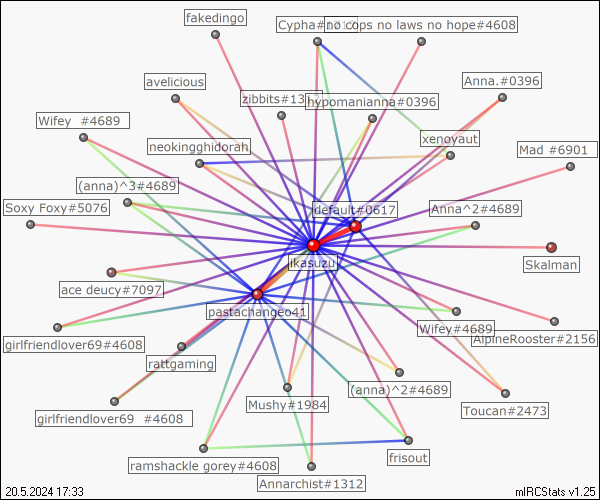 fakedingo
Cypha#1312
no cops no laws no hope#4608
avelicious
Anna.#0396
zibbits#1312
hypomanianna#0396
Wifey  #4689
xenoyaut
neokingghidorah
Mad #6901
(anna)^3#4689
Soxy Foxy#5076
default#0617
Anna^2#4689
ikasuzu
Skalman
ace deucy#7097
pastachangeo41
Wifey#4689
AlpineRooster#2156
girlfriendlover69#4608
rattgaming
(anna)^2#4689
Mushy#1984
Toucan#2473
girlfriendlover69  #4608
frisout
ramshackle gorey#4608
Annarchist#1312
20.5.2024 17:33
mIRCStats v1.25